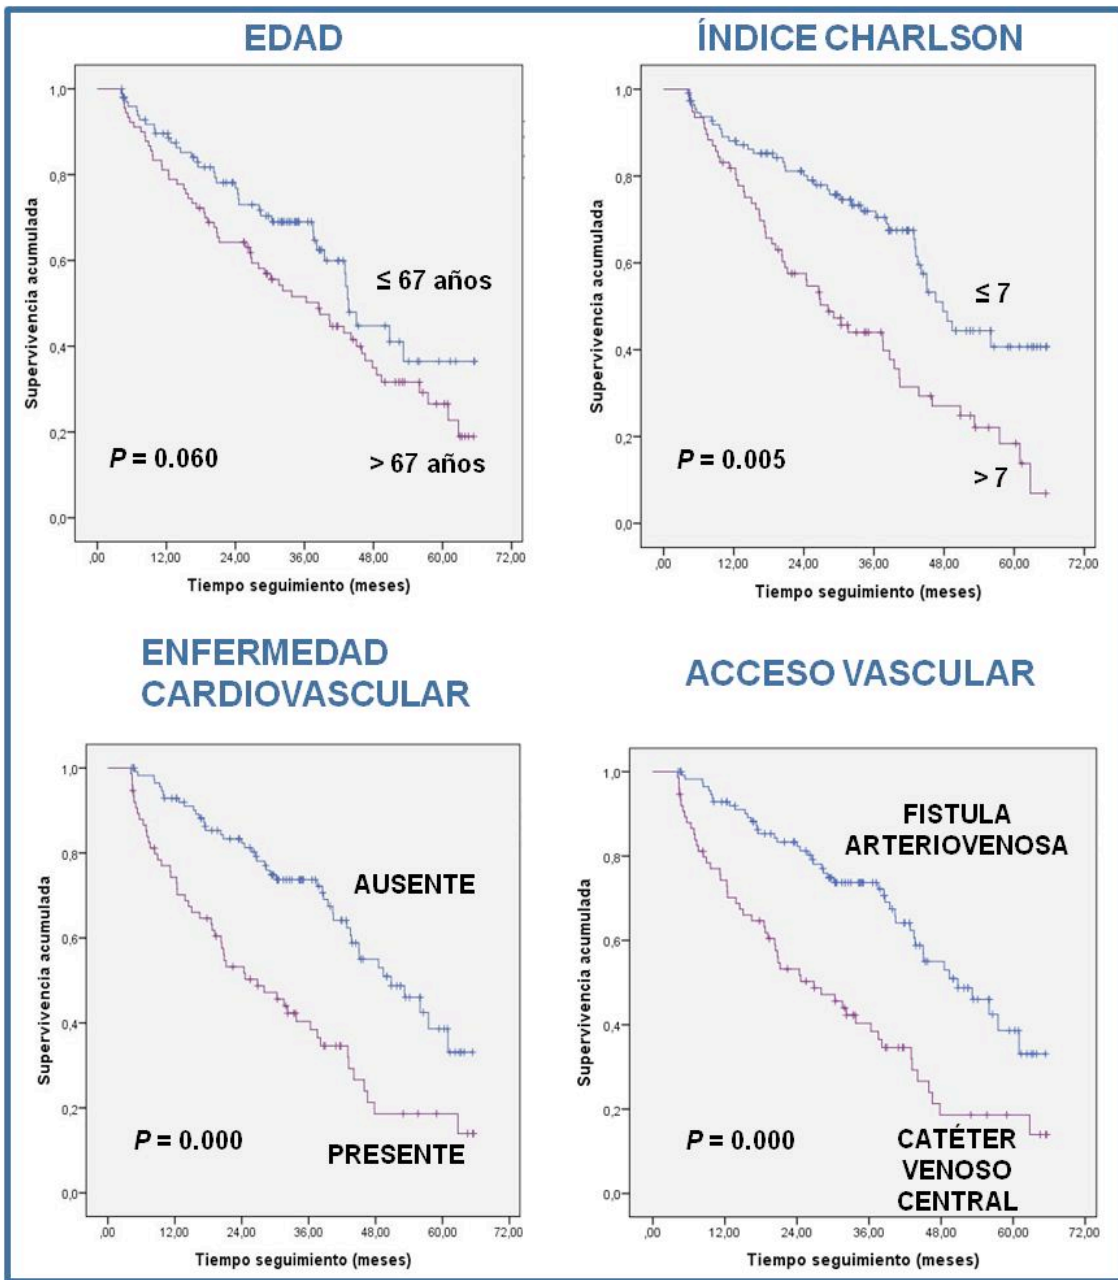 EDAD
Supervivencia acumulada
1,0
0,8
0,6
0,4
0,2
0,0
≤ 67 años
P = 0.060
> 67 años
,00 12,00 24,00 36,00 48,00 60,00 72,00
Tiempo seguimiento (meses)
ÍNDICE CHARLSON
Supervivencia acumulada
1,0
0,8
0,6
0,4
0,2
0,0
≤ 7
P = 0.005
> 7
,00 12,00 24,00 36,00 48,00 60,00 72,00
Tiempo seguimiento (meses)
ENFERMEDAD
CARDIOVASCULAR
Supervivencia acumulada
1,0
0,8
0,6
0,4
0,2
0,0
AUSENTE
P = 0.000
PRESENTE
,00 12,00 24,00 36,00 48,00 60,00 72,00
Tiempo seguimiento (meses)
ACCESO VASCULAR
Supervivencia acumulada
1,0
0,8
0,6
0,4
0,2
0,0
FISTULA
ARTERIOVENOSA
P = 0.000
CATÉTER
VENOSO
CENTRAL
,00 12,00 24,00 36,00 48,00 60,00 72,00
Tiempo seguimiento (meses)